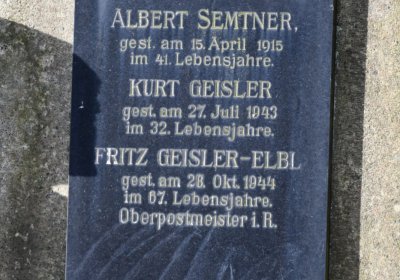 ALBERT SEMTNER,
gest. am 15. April 1915
im 41. Lebensjahre.
KURT GEISLER
gest. am 27. Juli 1943
im 32. Lebensjahre.
FRITZ GEISLER-ELBL
gest. am 28. Okt. 1944
im 67. Lebensjahre.
Oberpostmeister i. R.